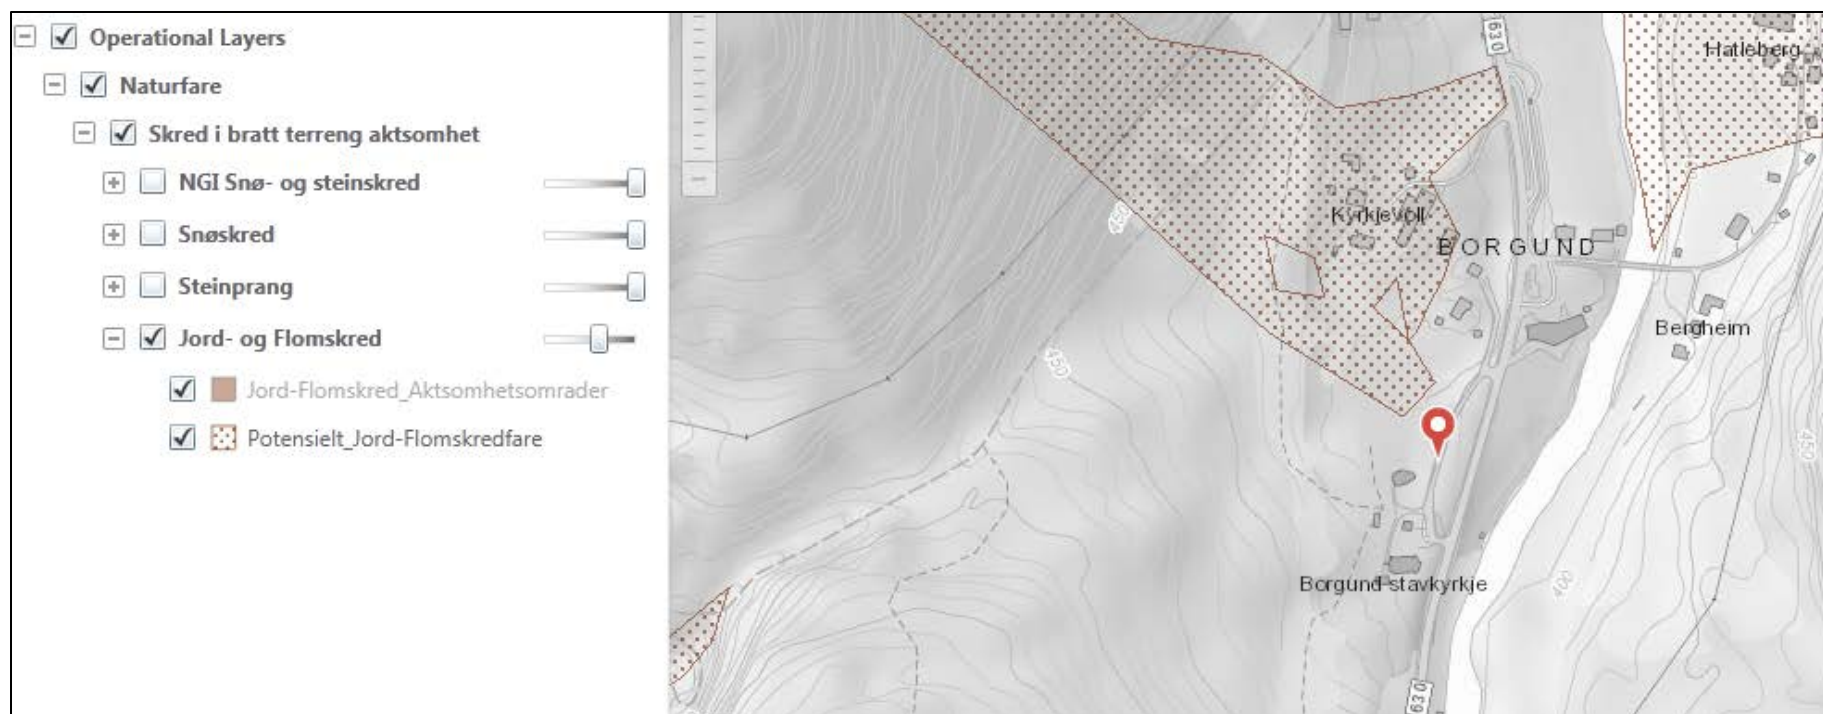 Operational Layers
Naturfare
Skred i bratt terreng aktsomhet
NGI Snø- og steinskred
Snøskred
Steinprang
Jord- og Flomskred
Jord-Flomskred_Aktsomhetsomrader
Potensielt_Jord-Flomskredfare
630
Hatleberg
450
Kyrkjevoll
BORGUND
Bergheim
450
450
400
Borgund stavkyrkje
630